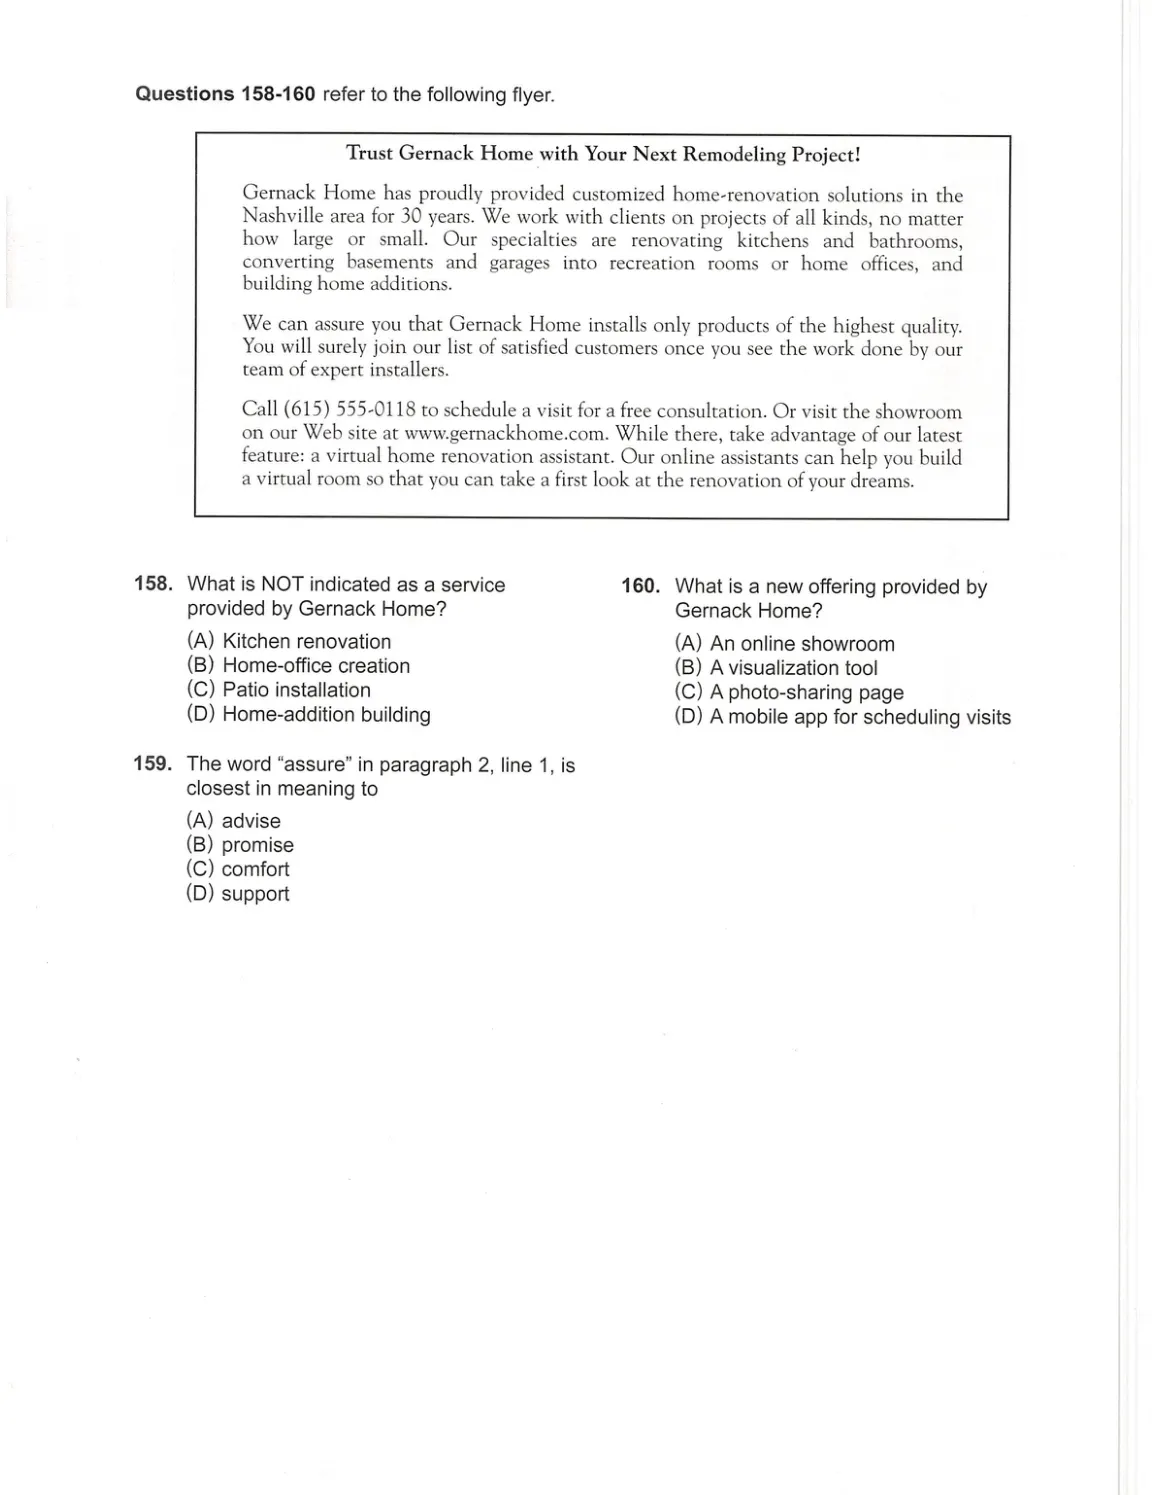 Questions 158-160 refer to the following flyer.
Trust Gernack Home with Your Next Remodeling Project!
Gernack Home has proudly provided customized home-renovation solutions in the
Nashville area for 30 years. We work with clients on projects of all kinds, no matter
how large or small. Our specialties are renovating kitchens and bathrooms,
converting basements and garages into recreation rooms or home offices, and
building home additions.
We can assure you that Gernack Home installs only products of the highest quality.
You will surely join our list of satisfied customers once you see the work done by our
team of expert installers.
Call (615) 555-0118 to schedule a visit for a free consultation. Or visit the showroom
on our Web site at www.gernackhome.com. While there, take advantage of our latest
feature: a virtual home renovation assistant. Our online assistants can help you build
a virtual room so that you can take a first look at the renovation of your dreams.
158. What is NOT indicated as a service
provided by Gernack Home?
(A) Kitchen renovation
(B) Home-office creation
(C) Patio installation
(D) Home-addition building
159. The word “assure” in paragraph 2, line 1, is
closest in meaning to
(A) advise
(B) promise
(C) comfort
(D) support
160. What is a new offering provided by
Gernack Home?
(A) An online showroom
(B) A visualization tool
(C) A photo-sharing page
(D) A mobile app for scheduling visits